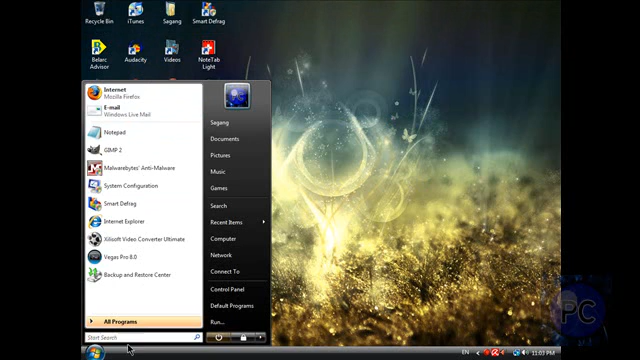 Recycle Bin
iTunes
Sagang
Smart Defrag
Belarc Advisor
Audacity
Videos
NoteTab Light
Internet
Mozilla Firefox
E-mail
Windows Live Mail
Notepad
GIMP 2
Malwarebytes' Anti-Malware
System Configuration
Smart Defrag
Internet Explorer
Xilisoft Video Converter Ultimate
Vegas Pro 8.0
Backup and Restore Center
All Programs
Start Search
Sagang
Documents
Pictures
Music
Games
Search
Recent Items
Computer
Network
Connect To
Control Panel
Default Programs
Run...
EN
11:03 PM
PC